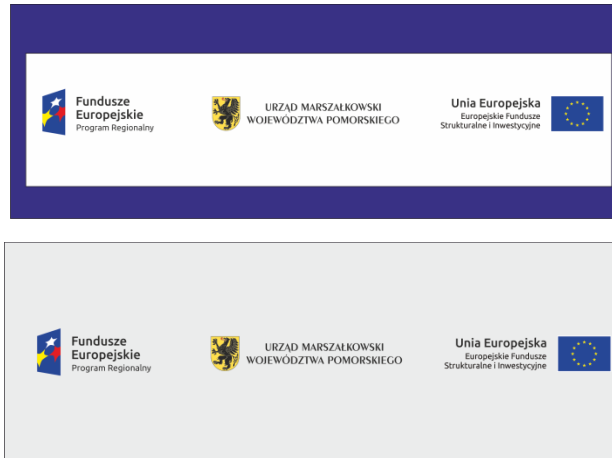 Fundusze
Europejskie
Program Regionalny
URZĄD MARSZAŁKOWSKI
WOJEWÓDZTWA POMORSKIEGO
Unia Europejska
Europejskie Fundusze
Strukturalne i Inwestycyjne
Fundusze
Europejskie
Program Regionalny
URZĄD MARSZAŁKOWSKI
WOJEWÓDZTWA POMORSKIEGO
Unia Europejska
Europejskie Fundusze
Strukturalne i Inwestycyjne